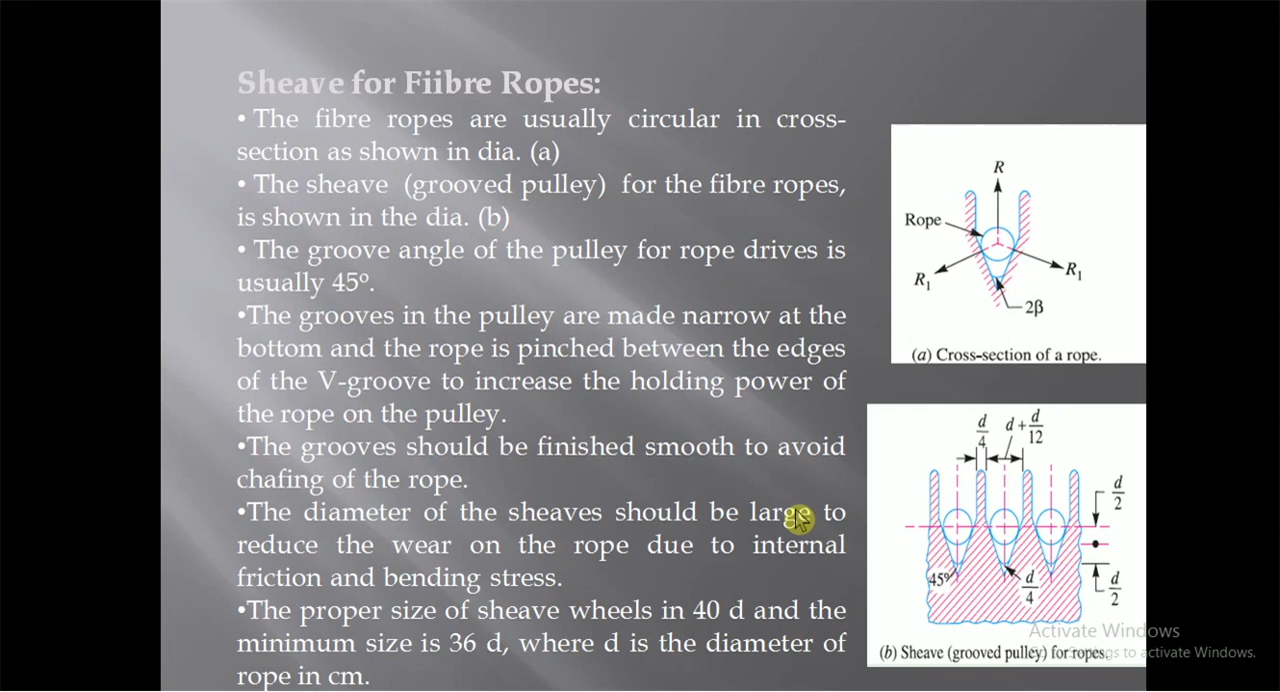 Sheave for Fiibre Ropes:
• The fibre ropes are usually circular in cross-
section as shown in dia. (a)
• The sheave (grooved pulley) for the fibre ropes,
is shown in the dia. (b)
• The groove angle of the pulley for rope drives is
usually 45º.
•The grooves in the pulley are made narrow at the
bottom and the rope is pinched between the edges
of the V-groove to increase the holding power of
the rope on the pulley.
•The grooves should be finished smooth to avoid
chafing of the rope.
•The diameter of the sheaves should be large to
reduce the wear on the rope due to internal
friction and bending stress.
•The proper size of sheave wheels in 40 d and the
minimum size is 36 d, where d is the diameter of
rope in cm.
R
Rope
R₁
R₁
2β
(a) Cross-section of a rope.
d/4
d + d/12
d/2
45º
d/4
d/2
(b) Sheave (grooved pulley) for ropes.
Activate Windows
to activate Windows.